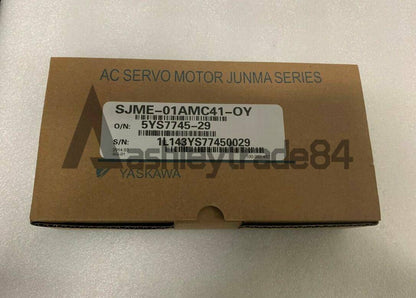 AC SERVO MOTOR JUNMA SERIES
SJME-01AMC41-OY
O/N: 5YS7745-29
S/N: 1L143YS77450029
ashleytrade84
YASKAWA